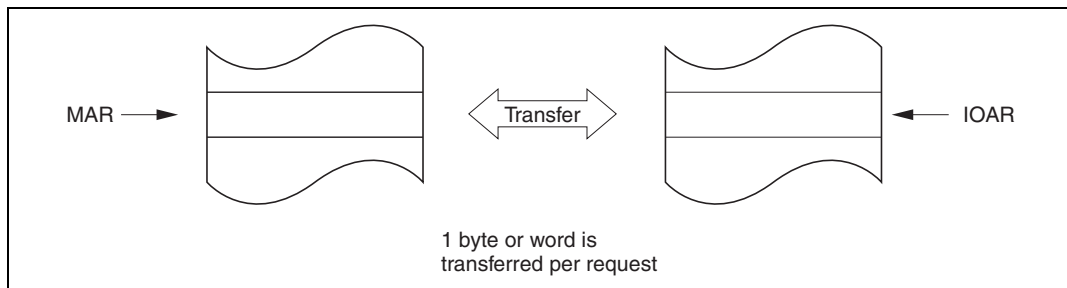 MAR
Transfer
IOAR
1 byte or word is
transferred per request